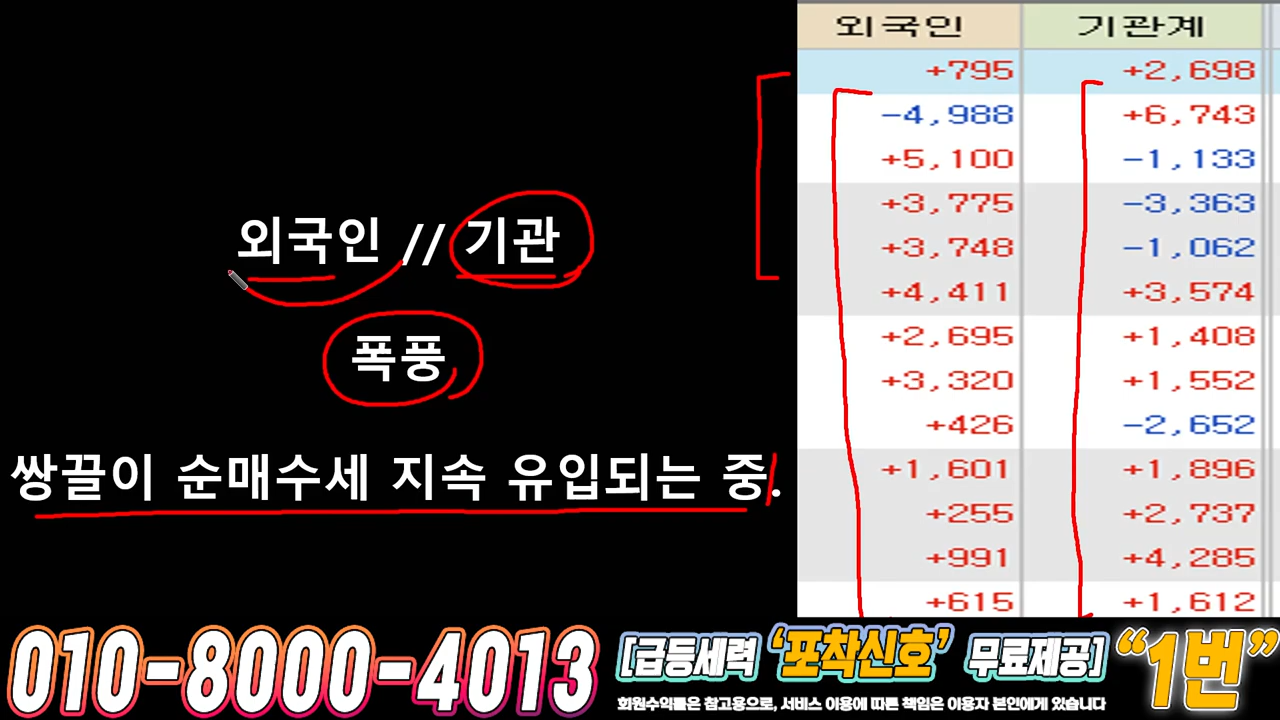 외국인 // 기관
폭풍
쌍끌이 순매수세 지속 유입되는 중.
외국인 기관계
+795 +2,698
-4,988 +6,743
+5,100 -1,133
+3,775 -3,363
+3,748 -1,062
+4,411 +3,574
+2,695 +1,408
+3,320 +1,552
+426 -2,652
+1,601 +1,896
+255 +2,737
+991 +4,285
+615 +1,612
010-8000-4013
[급등세력 '포착신호' 무료제공] "1번"
회원수익률은 참고용으로, 서비스 이용에 따른 책임은 이용자 본인에게 있습니다